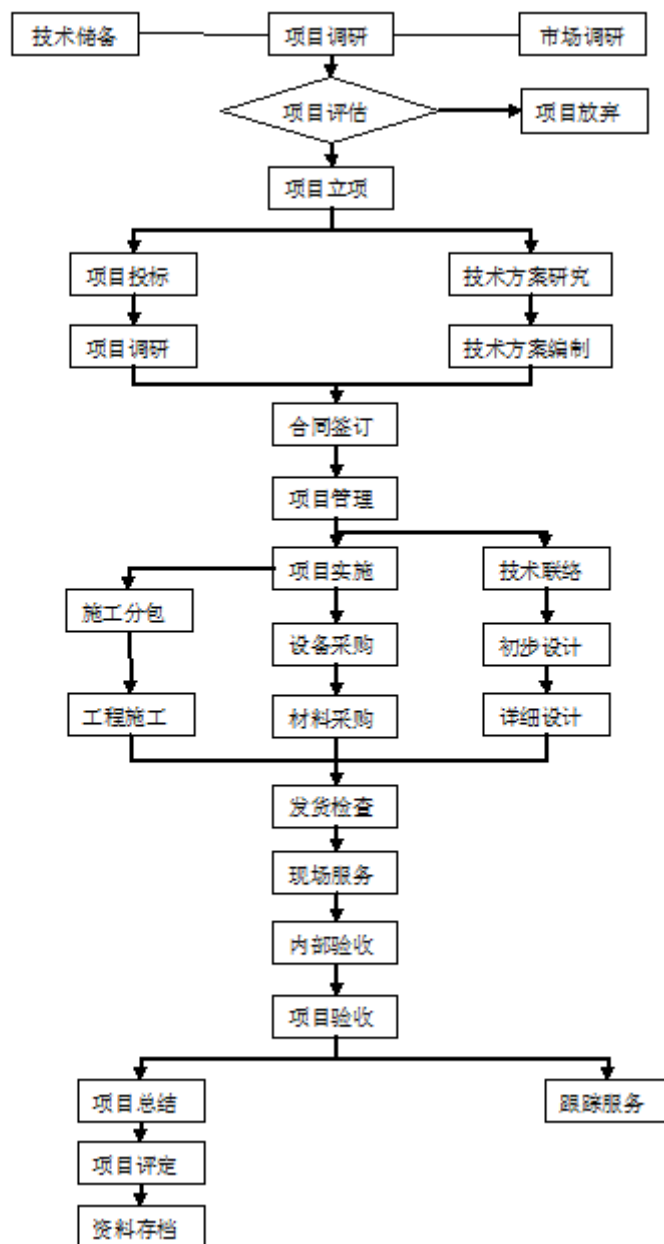 技术储备
项目调研
市场调研
项目评估
项目放弃
项目立项
项目投标
技术方案研究
项目调研
技术方案编制
合同签订
项目管理
项目实施
技术联络
施工分包
设备采购
初步设计
工程施工
材料采购
详细设计
发货检查
现场服务
内部验收
项目验收
项目总结
跟踪服务
项目评定
资料存档